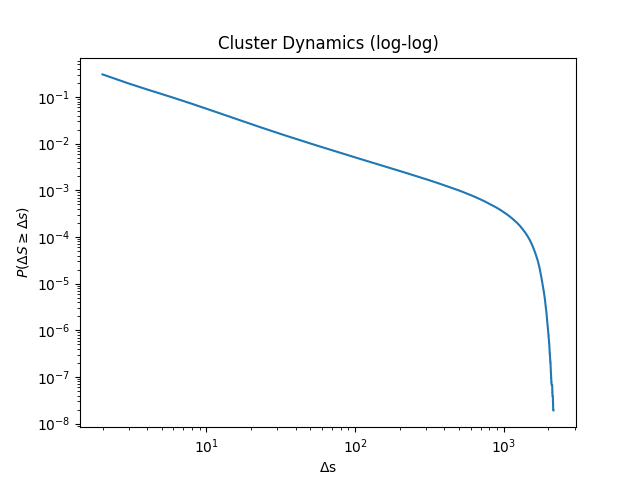 Cluster Dynamics (log-log)
P(ΔS ≥ Δs)
10⁻¹
10⁻²
10⁻³
10⁻⁴
10⁻⁵
10⁻⁶
10⁻⁷
10⁻⁸
10¹ 10² 10³
Δs